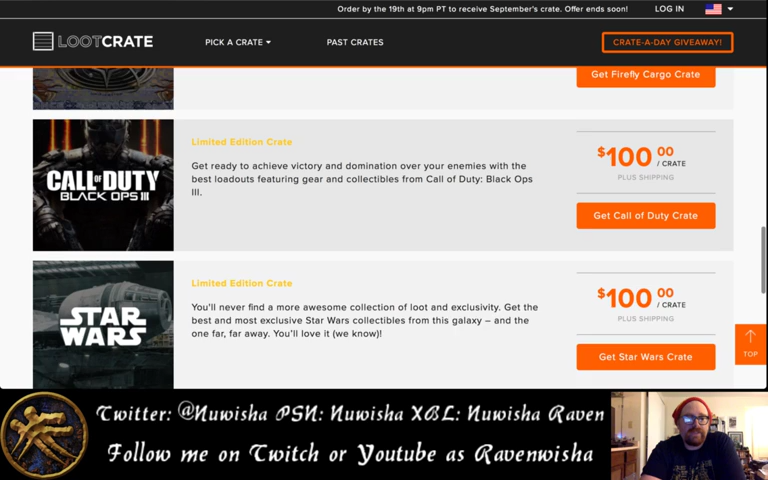 Order by the 19th at 9pm PT to receive September's crate. Offer ends soon!
LOG IN
LOOTCRATE
PICK A CRATE
PAST CRATES
CRATE-A-DAY GIVEAWAY!
Get Firefly Cargo Crate
CALL OF DUTY
BLACK OPS III
Limited Edition Crate
Get ready to achieve victory and domination over your enemies with the
best loadouts featuring gear and collectibles from Call of Duty: Black Ops
III.
$100 00
/ CRATE
PLUS SHIPPING
Get Call of Duty Crate
STAR
WARS
Limited Edition Crate
You'll never find a more awesome collection of loot and exclusivity. Get the
best and most exclusive Star Wars collectibles from this galaxy – and the
one far, far away. You'll love it (we know)!
$100 00
/ CRATE
PLUS SHIPPING
Get Star Wars Crate
TOP
Twitter: @Nuwisha PSN: Nuwisha XBL: Nuwisha Raven
Follow me on Twitch or Youtube as Ravenwisha